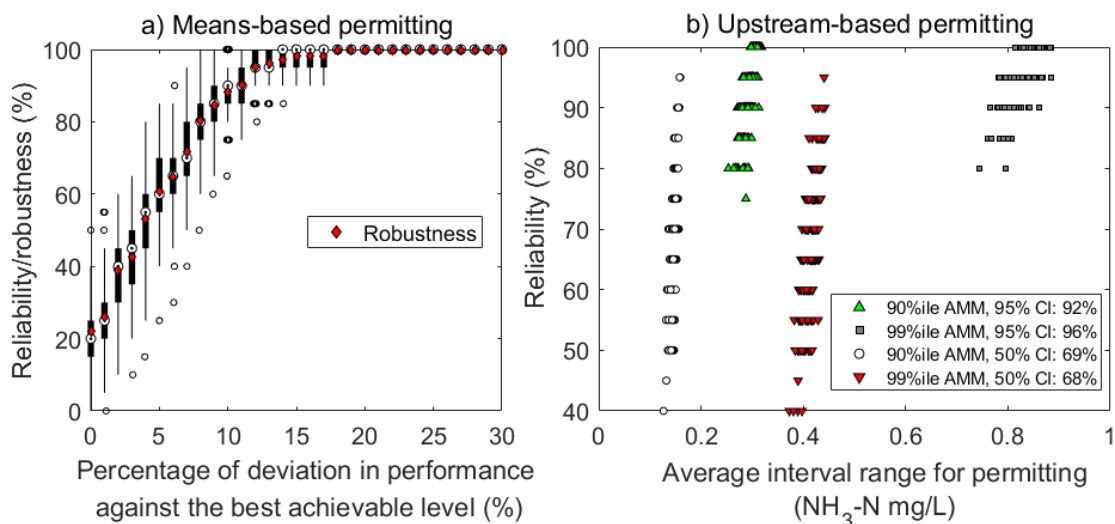 a) Means-based permitting
Reliability/robustness (%)
100
80
60
40
20
0
Robustness
0 5 10 15 20 25 30
Percentage of deviation in performance
against the best achievable level (%)
b) Upstream-based permitting
Reliability (%)
100
90
80
70
60
50
40
90%ile AMM, 95% CI: 92%
99%ile AMM, 95% CI: 96%
90%ile AMM, 50% CI: 69%
99%ile AMM, 50% CI: 68%
0 0.2 0.4 0.6 0.8 1
Average interval range for permitting
(NH₃-N mg/L)